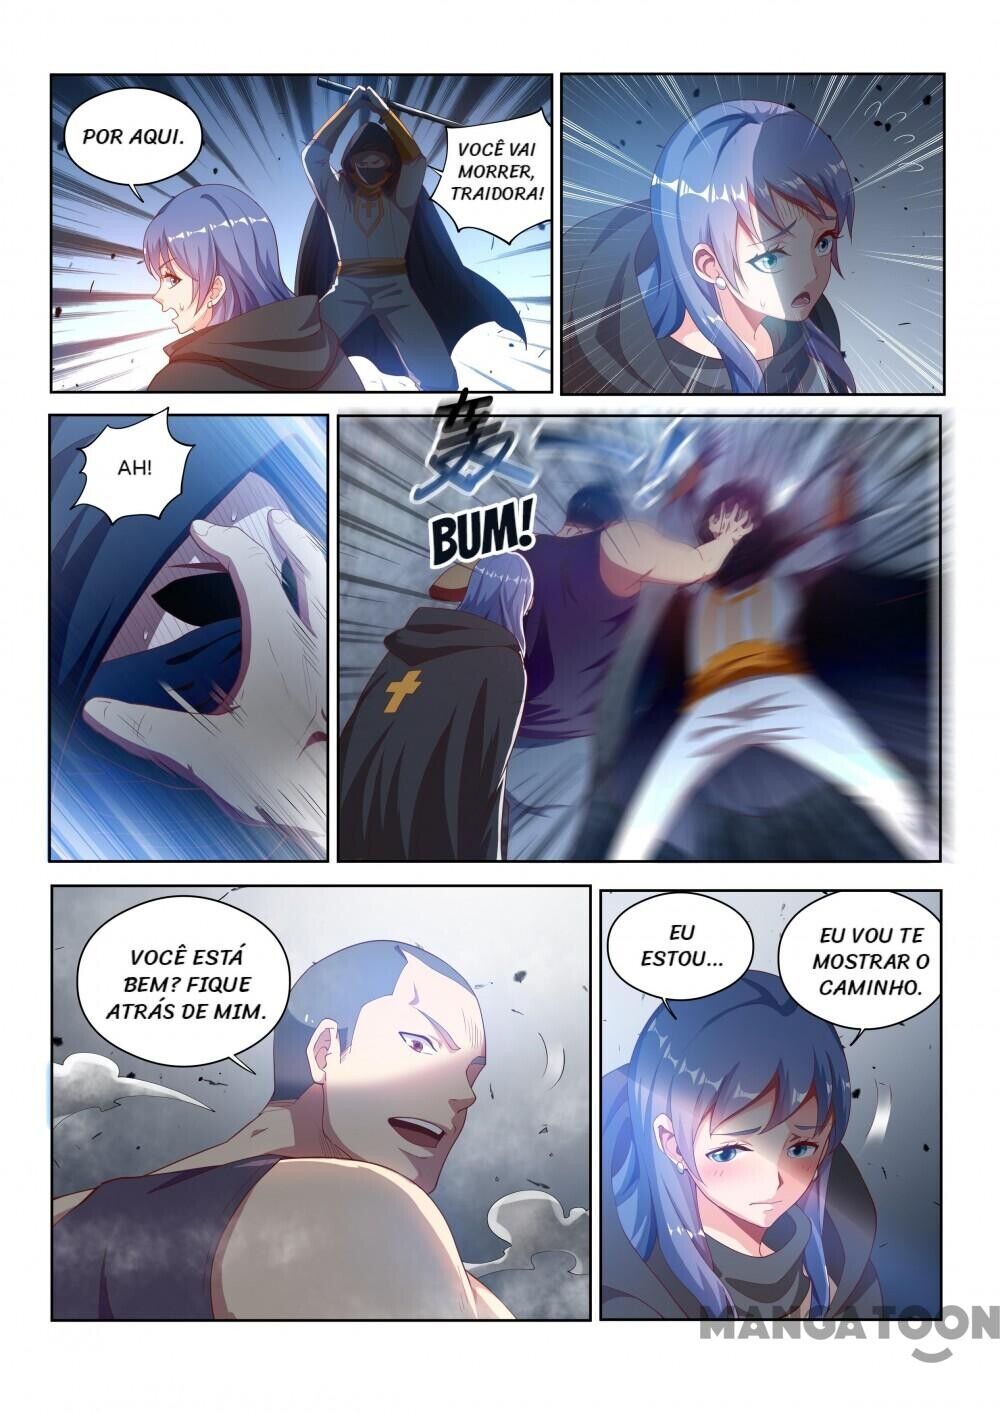 POR AQUI.
VOCÊ VAI
MORRER,
TRAIDORA!
AH!
轰
BUM!
VOCÊ ESTÁ
BEM? FIQUE
ATRÁS DE MIM.
EU
ESTOU...
EU VOU TE
MOSTRAR O
CAMINHO.
MANGATOON